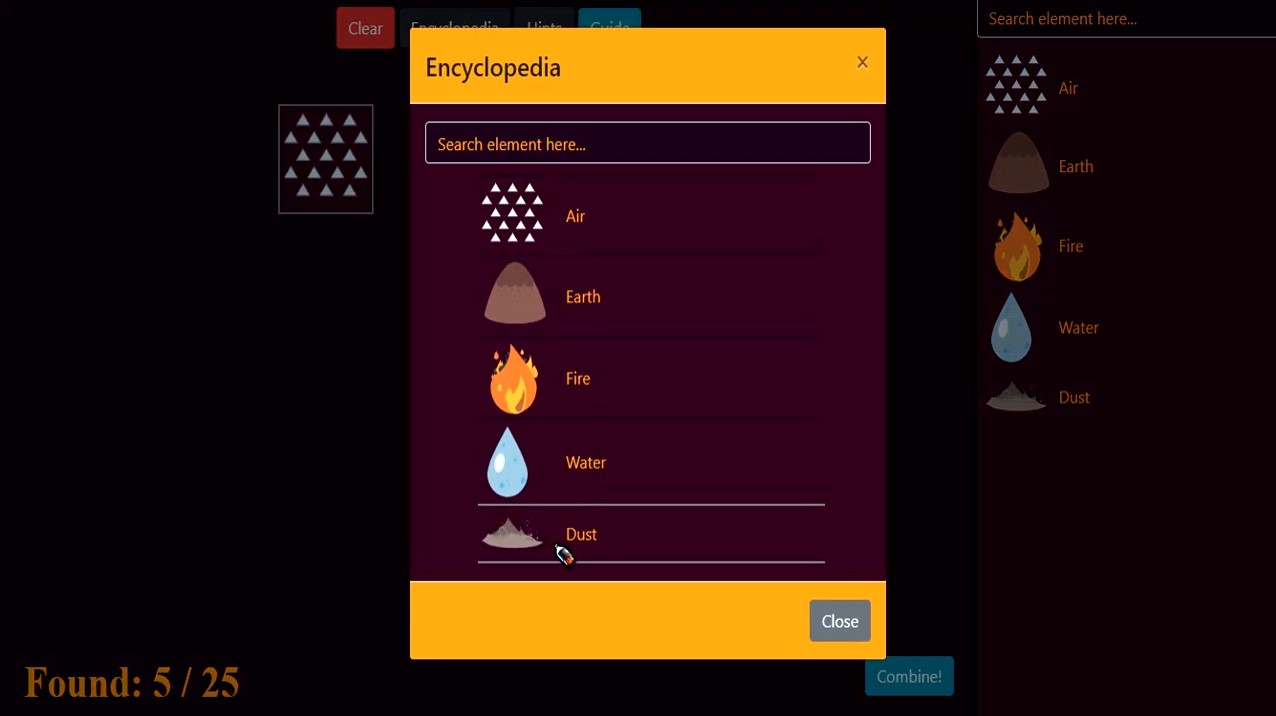 Clear
Encyclopedia
Hints
Guide
Search element here...
Air
Earth
Fire
Water
Dust
Encyclopedia
×
Search element here...
Air
Earth
Fire
Water
Dust
Close
Found: 5 / 25
Combine!